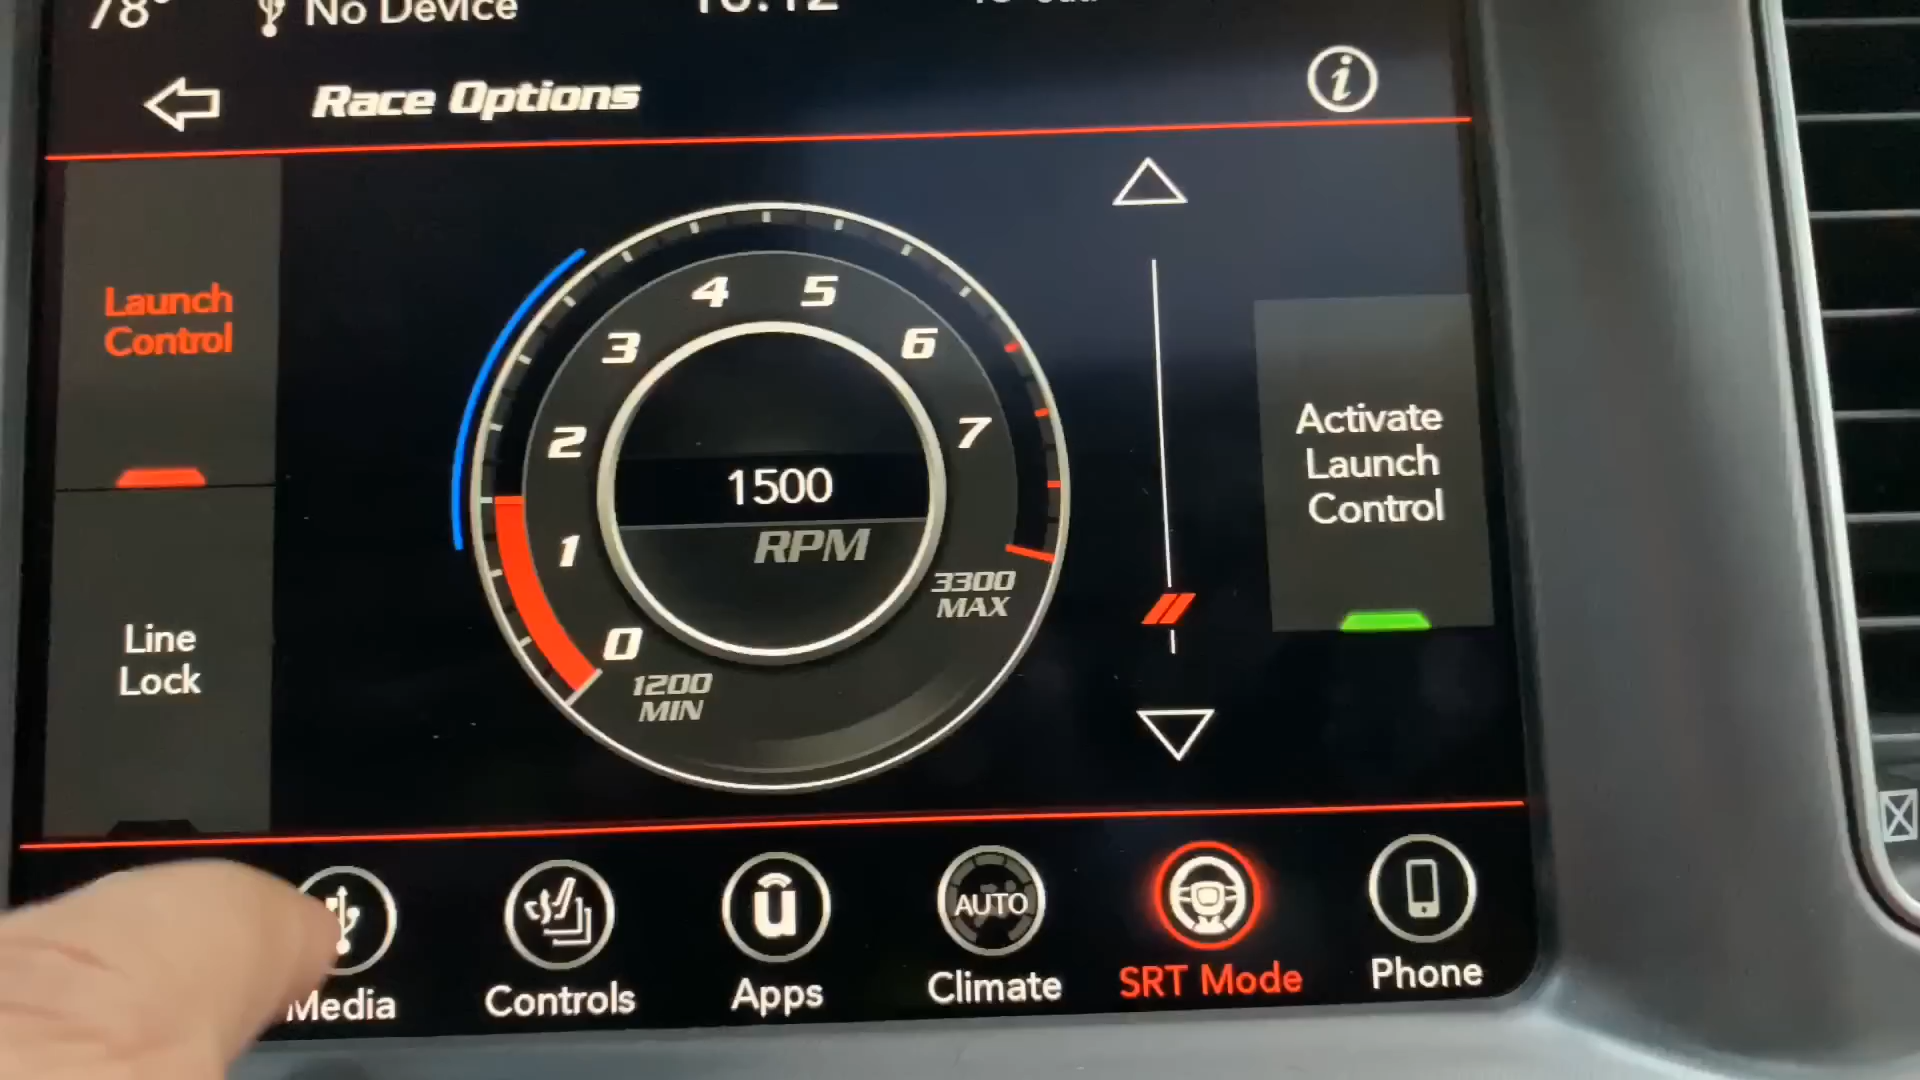 78° No Device
Race Options
i
Launch
Control
4 5
3 6
2 7
1500
RPM
1
0
1200
MIN
3300
MAX
Activate
Launch
Control
Line
Lock
AUTO
Media Controls Apps Climate SRT Mode Phone